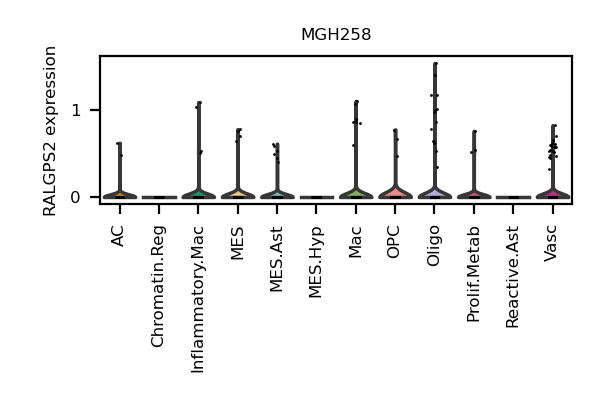 MGH258
RALGPS2 expression
1
0
AC
Chromatin.Reg
Inflammatory.Mac
MES
MES.Ast
MES.Hyp
Mac
OPC
Oligo
Prolif.Metab
Reactive.Ast
Vasc